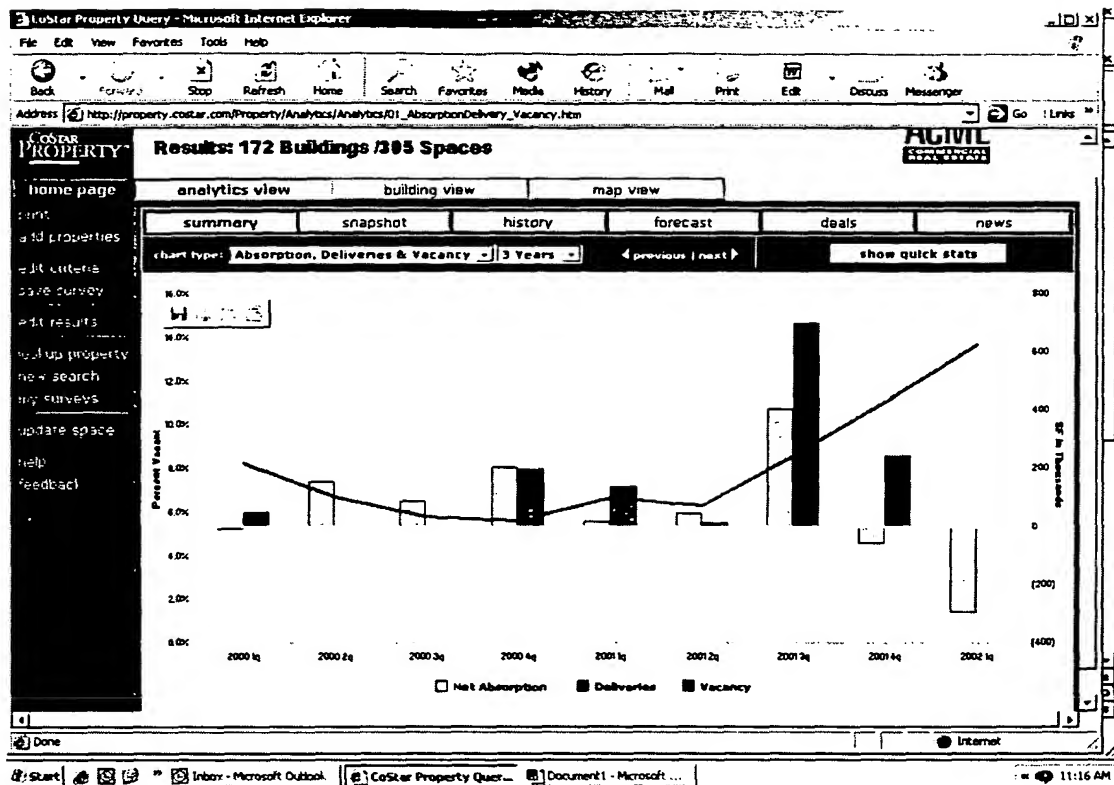 CoStar Property Query - Microsoft Internet Explorer
File Edit View Favorites Tools Help
Back Forward Stop Refresh Home Search Favorites Media History Mail Print Edit Discuss Messenger
Address http://property.costar.com/Property/Analytics/Analytics/01_AbsorptionDelivery_Vacancy.htm Go Links »
COSTAR
PROPERTY™
Results: 172 Buildings /395 Spaces
ACME
COMMERCIAL
REAL ESTATE
home page
analytics view building view map view
print
add properties
edit criteria
save survey
edit results
look up property
new search
my surveys
update space
help
feedback
summary snapshot history forecast deals news
chart type: Absorption, Deliveries & Vacancy 3 Years previous | next show quick stats
16.0%
14.0%
12.0%
10.0%
8.0%
6.0%
4.0%
2.0%
0.0%
Percent Vacant
800
600
400
200
0
(200)
(400)
SF in Thousands
2000 1q 2000 2q 2000 3q 2000 4q 2001 1q 2001 2q 2001 3q 2001 4q 2002 1q
Net Absorption Deliveries Vacancy
Done Internet
Start » Inbox - Microsoft Outlook CoStar Property Quer... Document1 - Microsoft ... « 11:16 AM